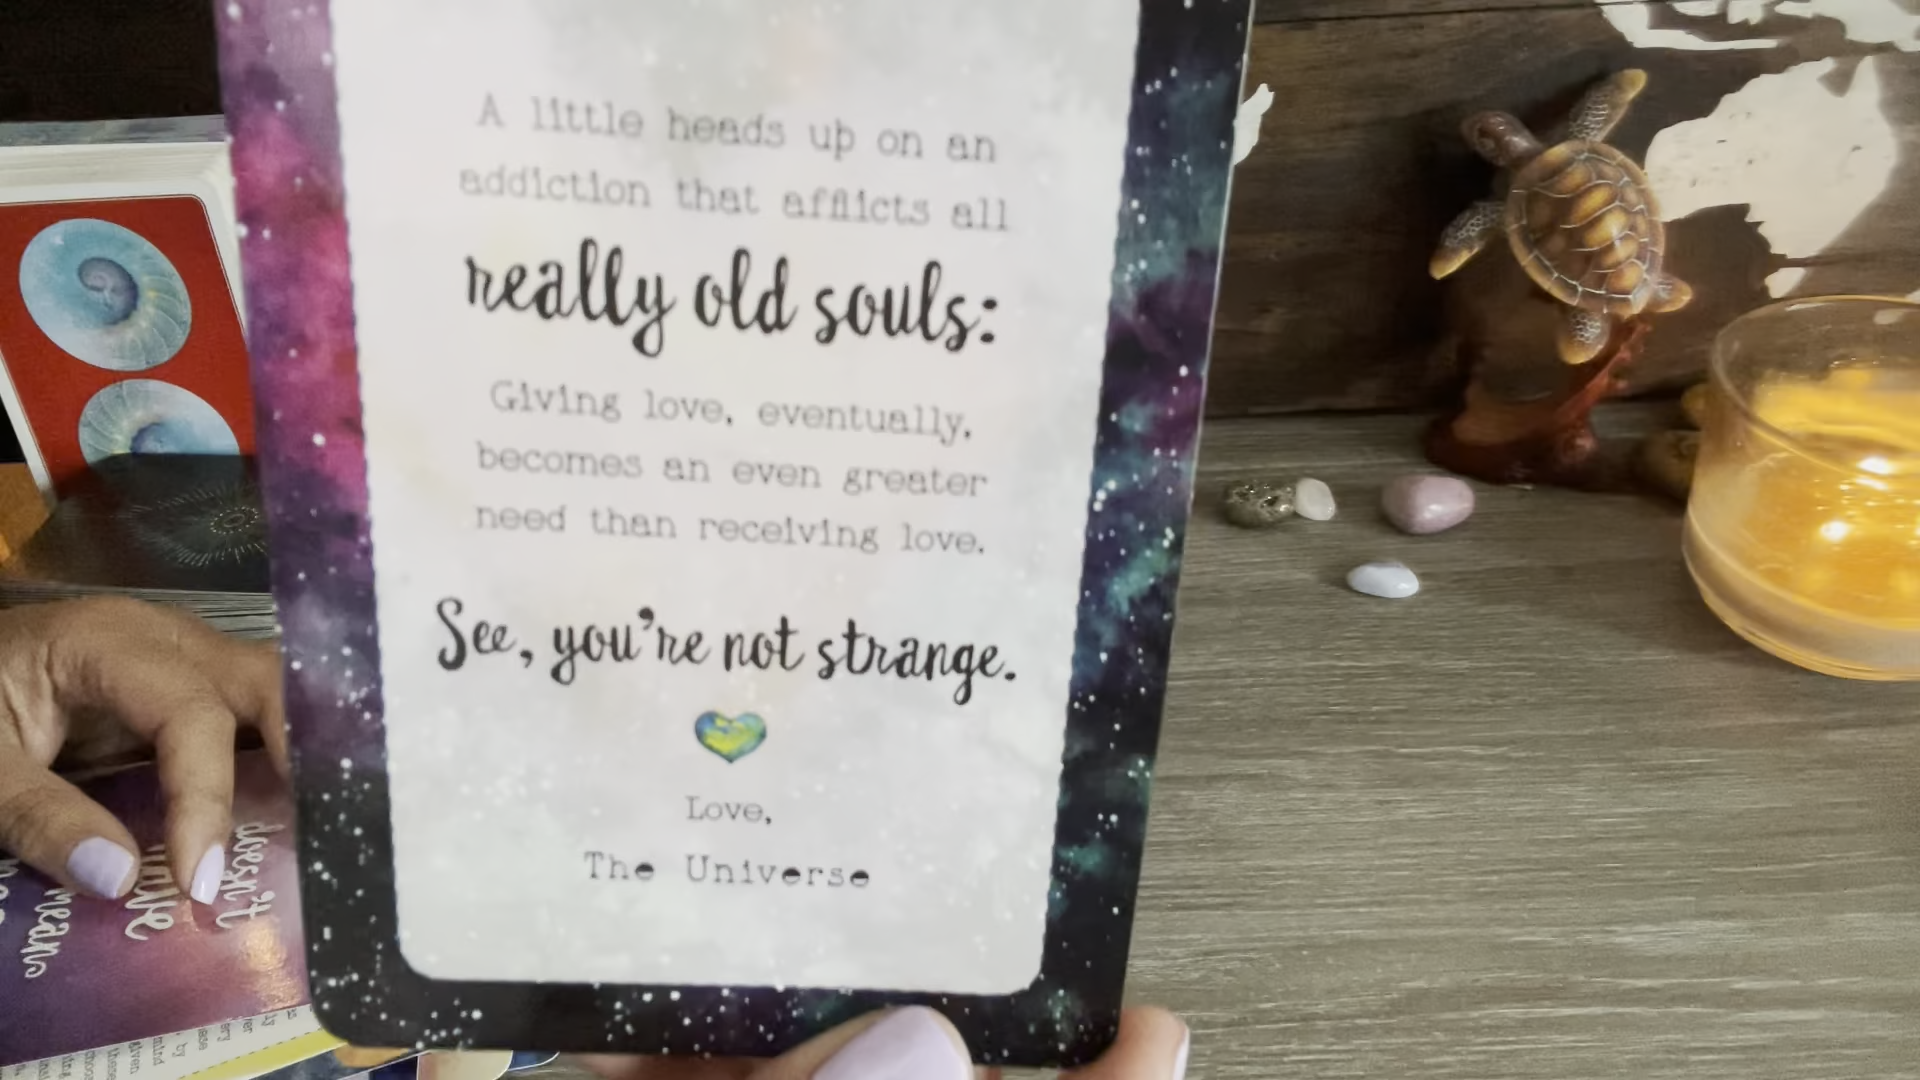 A little heads up on an
addiction that afflicts all
really old souls:
Giving love, eventually,
becomes an even greater
need than receiving love.
See, you're not strange.
Love,
The Universe
doesn't
mean